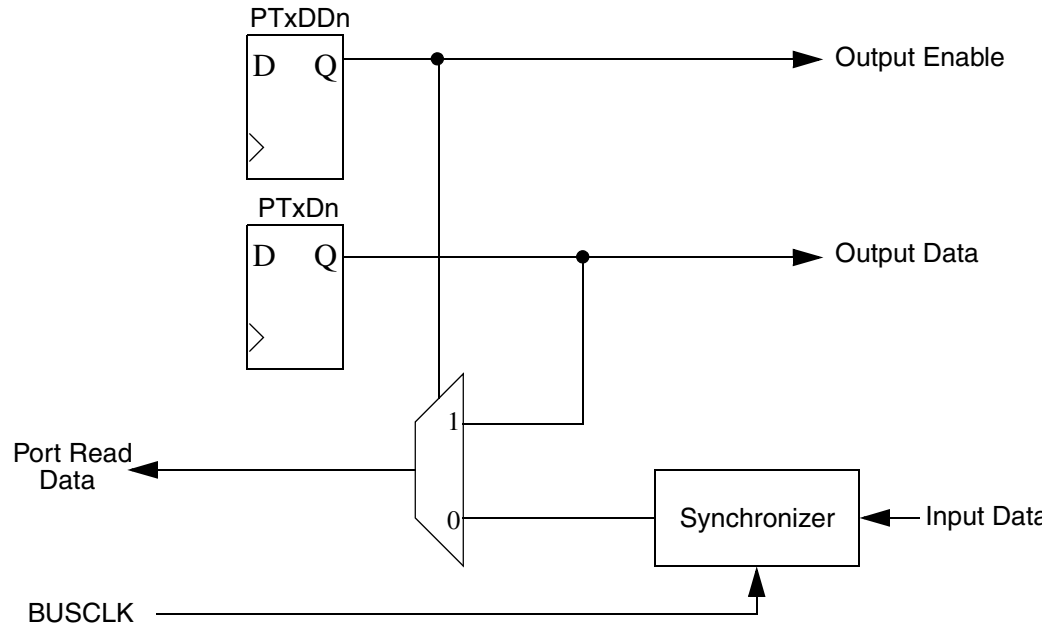 PTxDDn
D Q
Output Enable
PTxDn
D Q
Output Data
1
Port Read
Data
0
Synchronizer
Input Data
BUSCLK